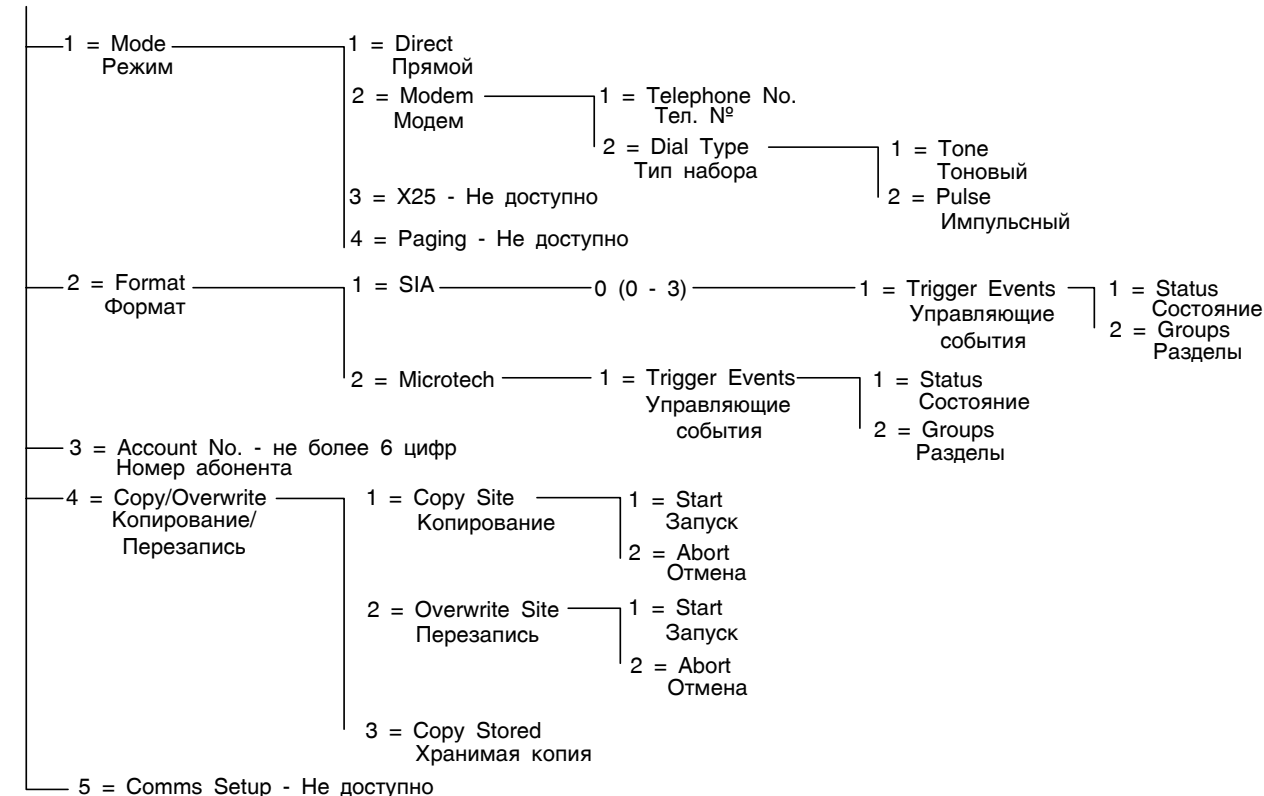 1 = Mode
Режим
1 = Direct
Прямой
2 = Modem
Модем
1 = Telephone No.
Тел. №
2 = Dial Type
Тип набора
1 = Tone
Тоновый
2 = Pulse
Импульсный
3 = X25 - Не доступно
4 = Paging - Не доступно
2 = Format
Формат
1 = SIA
0 (0 - 3)
1 = Trigger Events
Управляющие
события
1 = Status
Состояние
2 = Groups
Разделы
2 = Microtech
1 = Trigger Events
Управляющие
события
1 = Status
Состояние
2 = Groups
Разделы
3 = Account No. - не более 6 цифр
Номер абонента
4 = Copy/Overwrite
Копирование/
Перезапись
1 = Copy Site
Копирование
1 = Start
Запуск
2 = Abort
Отмена
2 = Overwrite Site
Перезапись
1 = Start
Запуск
2 = Abort
Отмена
3 = Copy Stored
Хранимая копия
5 = Comms Setup - Не доступно